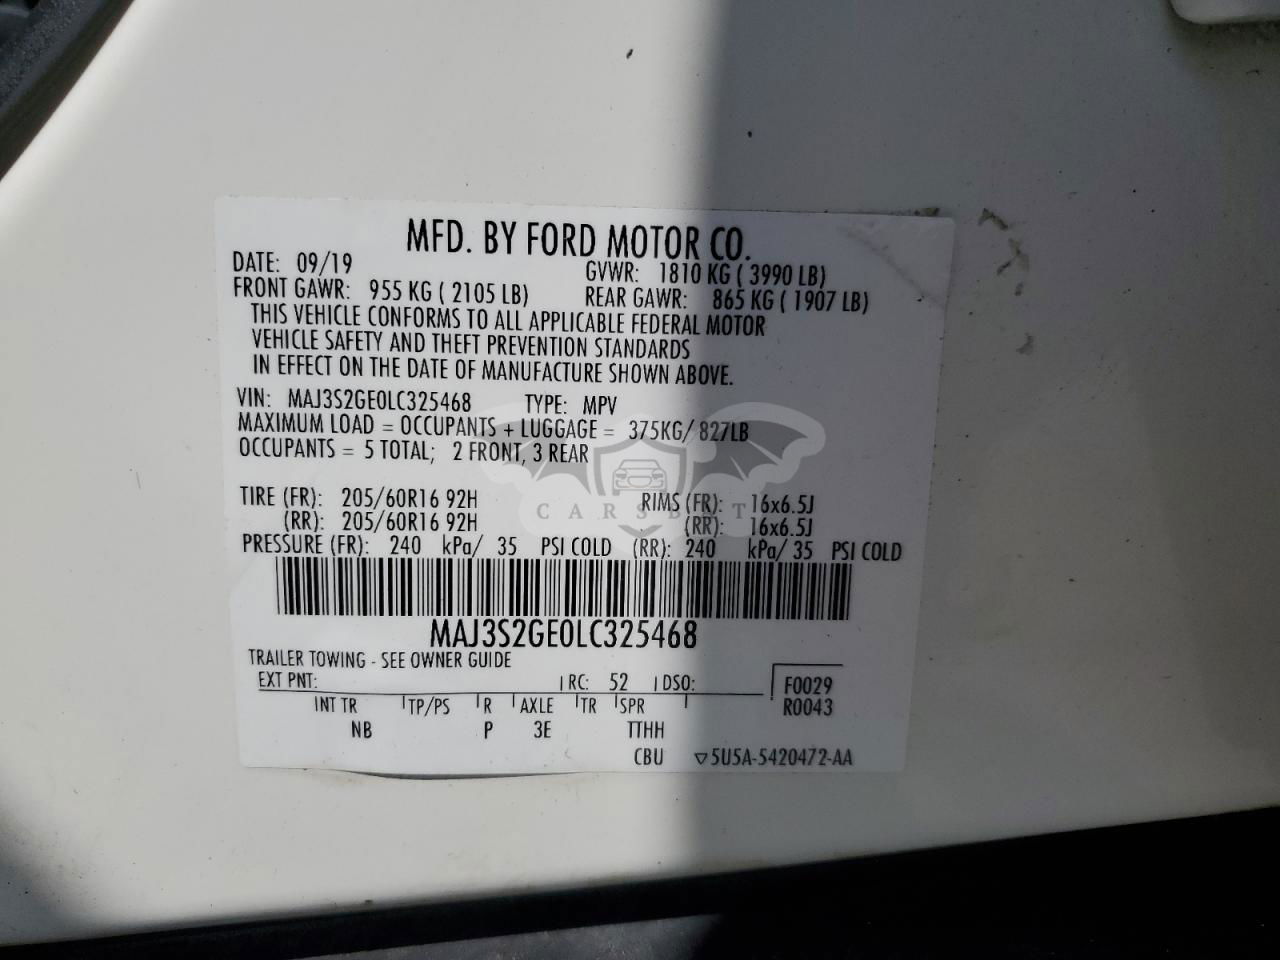 MFD. BY FORD MOTOR CO.
DATE: 09/19 GVWR: 1810 KG ( 3990 LB)
FRONT GAWR: 955 KG ( 2105 LB) REAR GAWR: 865 KG ( 1907 LB)
THIS VEHICLE CONFORMS TO ALL APPLICABLE FEDERAL MOTOR
VEHICLE SAFETY AND THEFT PREVENTION STANDARDS
IN EFFECT ON THE DATE OF MANUFACTURE SHOWN ABOVE.
VIN: MAJ3S2GE0LC325468 TYPE: MPV
MAXIMUM LOAD = OCCUPANTS + LUGGAGE = 375KG/ 827LB
OCCUPANTS = 5 TOTAL; 2 FRONT, 3 REAR
TIRE (FR): 205/60R16 92H RIMS (FR): 16x6.5J
CARSBAT
(RR): 205/60R16 92H (RR): 16x6.5J
PRESSURE (FR): 240 kPa/ 35 PSI COLD (RR): 240 kPa/ 35 PSI COLD
MAJ3S2GE0LC325468
TRAILER TOWING - SEE OWNER GUIDE
EXT PNT: RC: 52 DSO: F0029
INT TR TP/PS R AXLE TR SPR R0043
NB P 3E TTHH
CBU ▽5U5A-5420472-AA